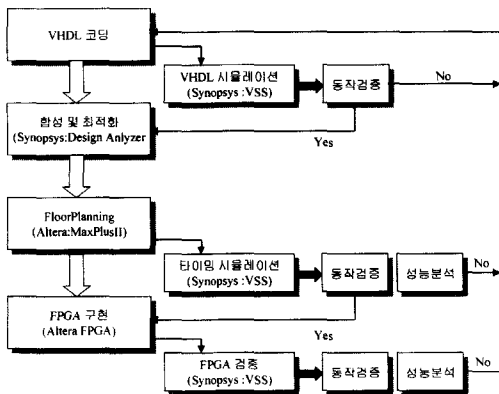 VHDL 코딩
VHDL 시뮬레이션
(Synopsys :VSS)
동작검증
No
합성 및 최적화
(Synopsys:Design Anlyzer
Yes
FloorPlanning
(Altera:MaxPlusII)
타이밍 시뮬레이션
(Synopsys :VSS)
동작검증
성능분석
No
FPGA 구현
(Altera FPGA)
Yes
FPGA 검증
(Synopsys :VSS)
동작검증
성능분석
No